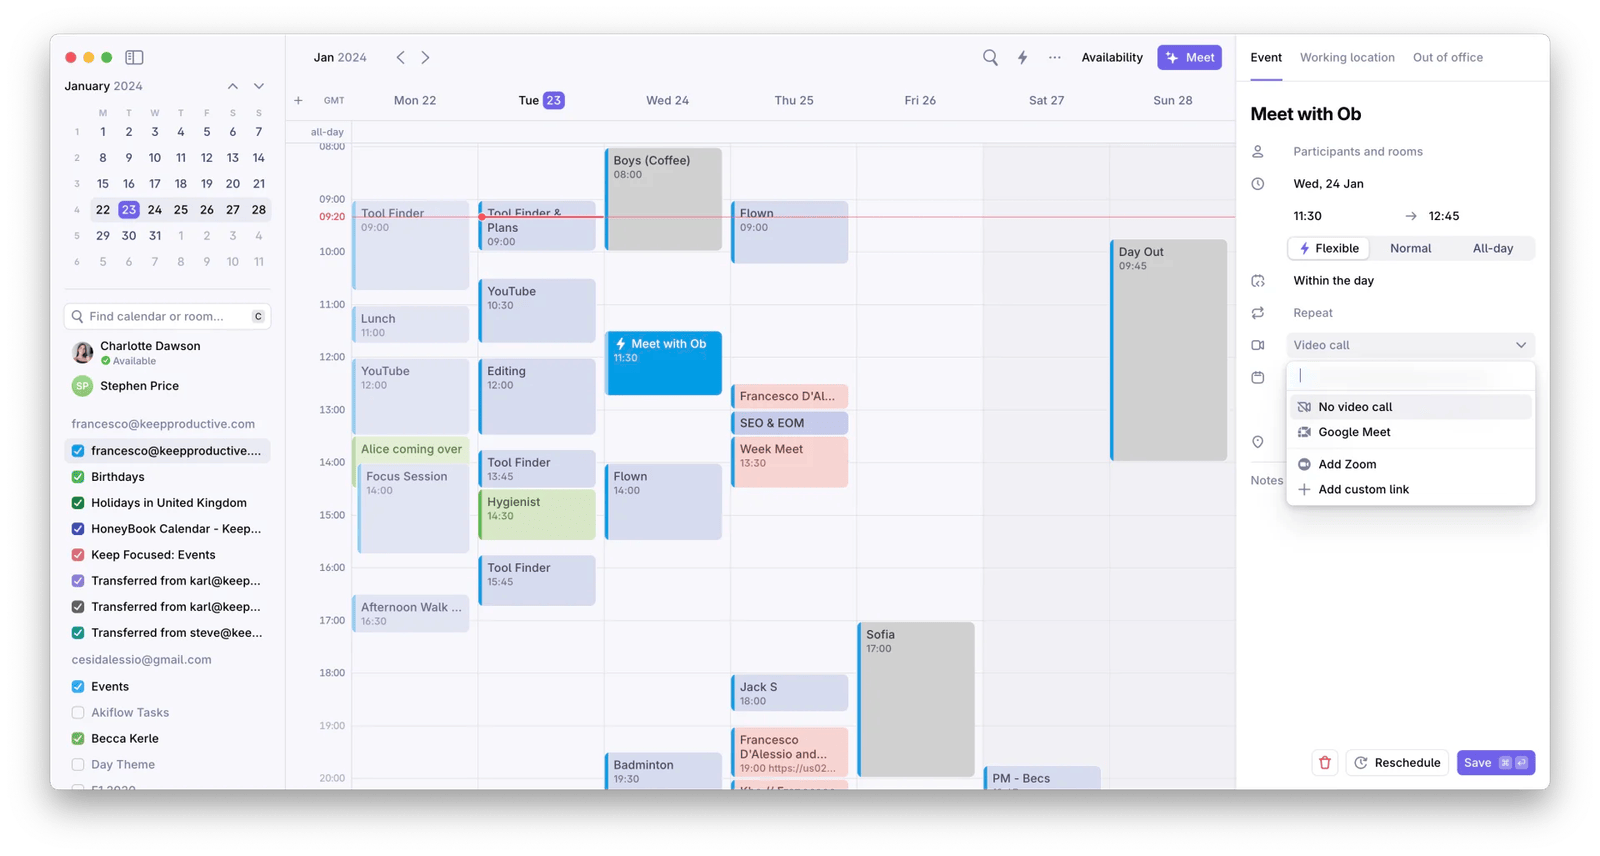 January 2024
M T W T F S S
1 1 2 3 4 5 6 7
2 8 9 10 11 12 13 14
3 15 16 17 18 19 20 21
4 22 23 24 25 26 27 28
5 29 30 31 1 2 3 4
6 5 6 7 8 9 10 11
Find calendar or room... C
Charlotte Dawson
Available
SP Stephen Price
francesco@keepproductive.com
francesco@keepproductive....
Birthdays
Holidays in United Kingdom
HoneyBook Calendar - Keep...
Keep Focused: Events
Transferred from karl@keep...
Transferred from karl@keep...
Transferred from steve@kee...
cesidalessio@gmail.com
Events
Akiflow Tasks
Becca Kerle
Day Theme
Jan 2024
Availability
Meet
GMT Mon 22 Tue 23 Wed 24 Thu 25 Fri 26 Sat 27 Sun 28
all-day
08:00
09:00
09:20
10:00
11:00
12:00
13:00
14:00
15:00
16:00
17:00
18:00
19:00
20:00
Tool Finder
09:00
Lunch
11:00
YouTube
12:00
Alice coming over
Focus Session
14:00
Afternoon Walk ...
16:30
Tool Finder &
Plans
09:00
YouTube
10:30
Editing
12:00
Tool Finder
13:45
Hygienist
14:30
Tool Finder
15:45
Boys (Coffee)
08:00
Meet with Ob
11:30
Flown
14:00
Badminton
19:30
Flown
09:00
Francesco D'Al...
SEO & EOM
Week Meet
13:30
Jack S
18:00
Francesco
D'Alessio and...
19:00 https://us02...
Sofia
17:00
PM - Becs
Day Out
09:45
Event Working location Out of office
Meet with Ob
Participants and rooms
Wed, 24 Jan
11:30 → 12:45
Flexible Normal All-day
Within the day
Repeat
Video call
No video call
Google Meet
Add Zoom
Add custom link
Notes
Reschedule
Save ⌘